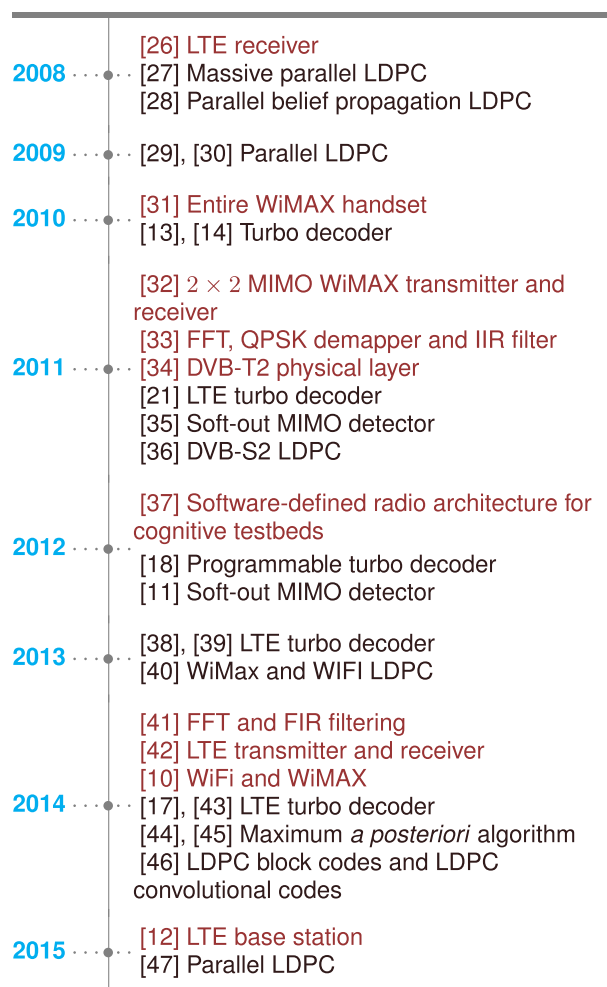 [26] LTE receiver
2008 [27] Massive parallel LDPC
[28] Parallel belief propagation LDPC
2009 [29], [30] Parallel LDPC
[31] Entire WiMAX handset
2010
[13], [14] Turbo decoder
[32] 2 × 2 MIMO WiMAX transmitter and
receiver
[33] FFT, QPSK demapper and IIR filter
2011 [34] DVB-T2 physical layer
[21] LTE turbo decoder
[35] Soft-out MIMO detector
[36] DVB-S2 LDPC
[37] Software-defined radio architecture for
cognitive testbeds
2012
[18] Programmable turbo decoder
[11] Soft-out MIMO detector
[38], [39] LTE turbo decoder
2013
[40] WiMax and WIFI LDPC
[41] FFT and FIR filtering
[42] LTE transmitter and receiver
[10] WiFi and WiMAX
2014 [17], [43] LTE turbo decoder
[44], [45] Maximum a posteriori algorithm
[46] LDPC block codes and LDPC
convolutional codes
[12] LTE base station
2015
[47] Parallel LDPC